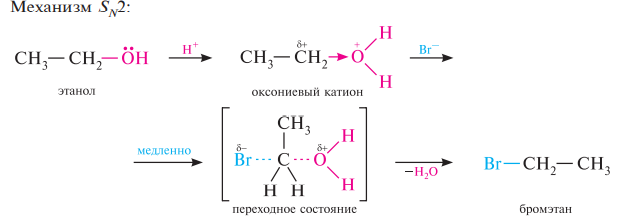 Механизм SN2:
CH3—CH2—ÖH H+ CH3—CH2→O+ H H Br−
δ+
этанол оксониевый катион
медленно CH3
δ− Br···C···O δ+ H H −H2O Br—CH2—CH3
H H
переходное состояние бромэтан